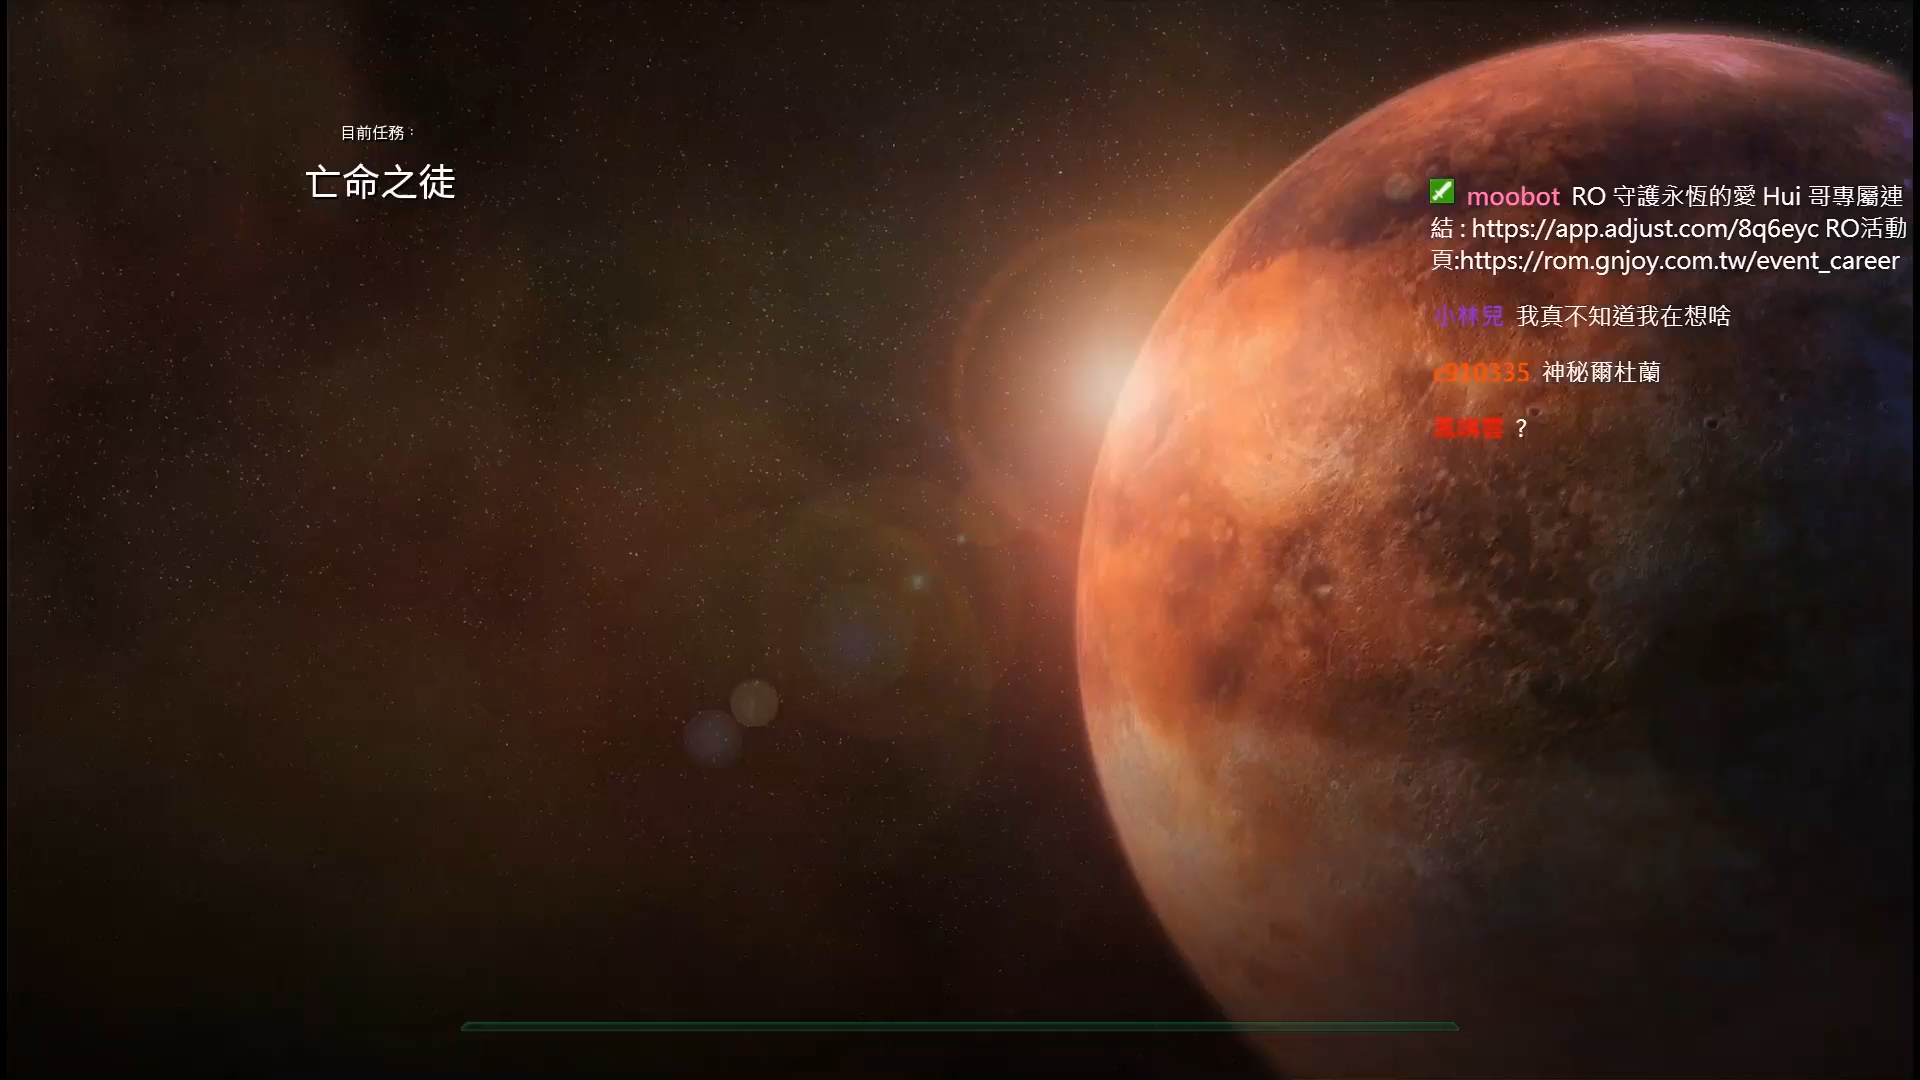 目前任務：
亡命之徒
moobot RO 守護永恆的愛 Hui 哥專屬連
結 : https://app.adjust.com/8q6eyc RO活動
頁:https://rom.gnjoy.com.tw/event_career
小林兒 我真不知道我在想啥
c910335 神秘爾杜蘭
?